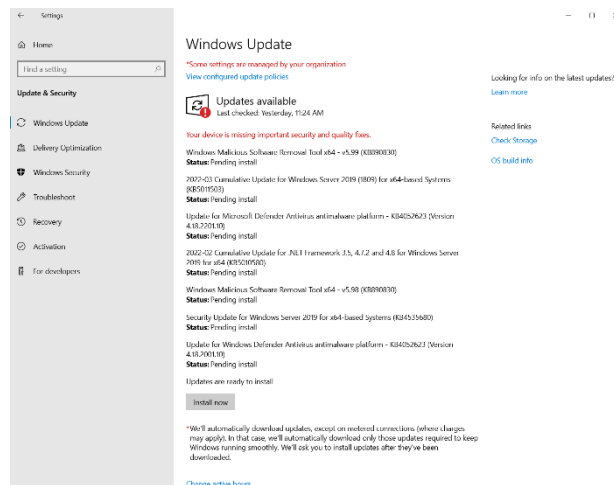 Settings
Home
Find a setting
Update & Security
Windows Update
Delivery Optimization
Windows Security
Troubleshoot
Recovery
Activation
For developers
Windows Update
*Some settings are managed by your organization
View configured update policies
Updates available
Last checked: Yesterday, 11:24 AM
Your device is missing important security and quality fixes.
Windows Malicious Software Removal Tool x64 - v5.99 (KB890830)
Status: Pending install
2022-03 Cumulative Update for Windows Server 2019 (1809) for x64-based Systems
(KB5011503)
Status: Pending install
Update for Microsoft Defender Antivirus antimalware platform - KB4052623 (Version
4.18.2201.10)
Status: Pending install
2022-02 Cumulative Update for .NET Framework 3.5, 4.7.2 and 4.8 for Windows Server
2019 for x64 (KB5010580)
Status: Pending install
Windows Malicious Software Removal Tool x64 - v5.98 (KB890830)
Status: Pending install
Security Update for Windows Server 2019 for x64-based Systems (KB4535680)
Status: Pending install
Update for Windows Defender Antivirus antimalware platform - KB4052623 (Version
4.18.2001.10)
Status: Pending install
Updates are ready to install
Install now
*We'll automatically download updates, except on metered connections (where charges
may apply). In that case, we'll automatically download only those updates required to keep
Windows running smoothly. We'll ask you to install updates after they've been
downloaded.
Change active hours
Looking for info on the latest updates?
Learn more
Related links
Check Storage
OS build info